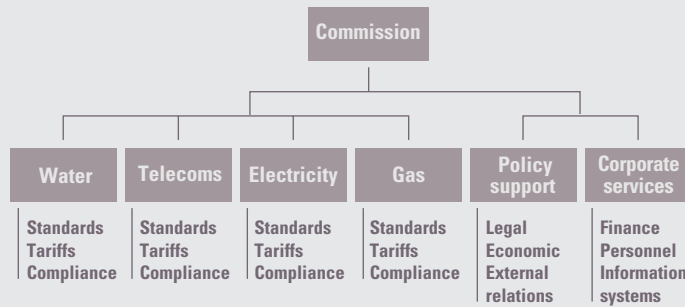 Commission
Water
Telecoms
Electricity
Gas
Policy
support
Corporate
services
Standards
Tariffs
Compliance
Standards
Tariffs
Compliance
Standards
Tariffs
Compliance
Standards
Tariffs
Compliance
Legal
Economic
External
relations
Finance
Personnel
Information
systems